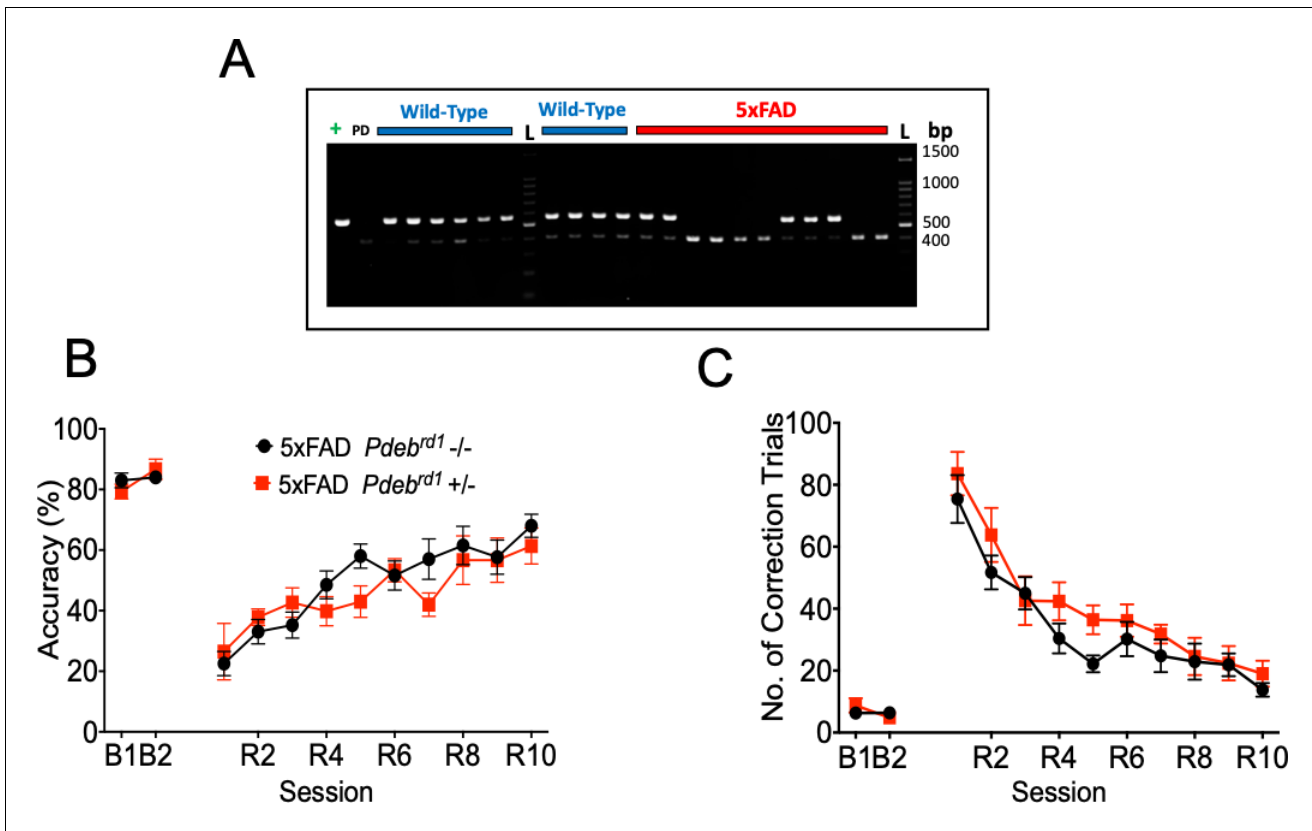 A
Wild-Type Wild-Type 5xFAD
+ PD L L bp
1500
1000
500
400
B
100
80
60
40
20
0
Accuracy (%)
5xFAD Pdeb^rd1 -/-
5xFAD Pdeb^rd1 +/-
B1B2 R2 R4 R6 R8 R10
Session
C
100
80
60
40
20
0
No. of Correction Trials
B1B2 R2 R4 R6 R8 R10
Session